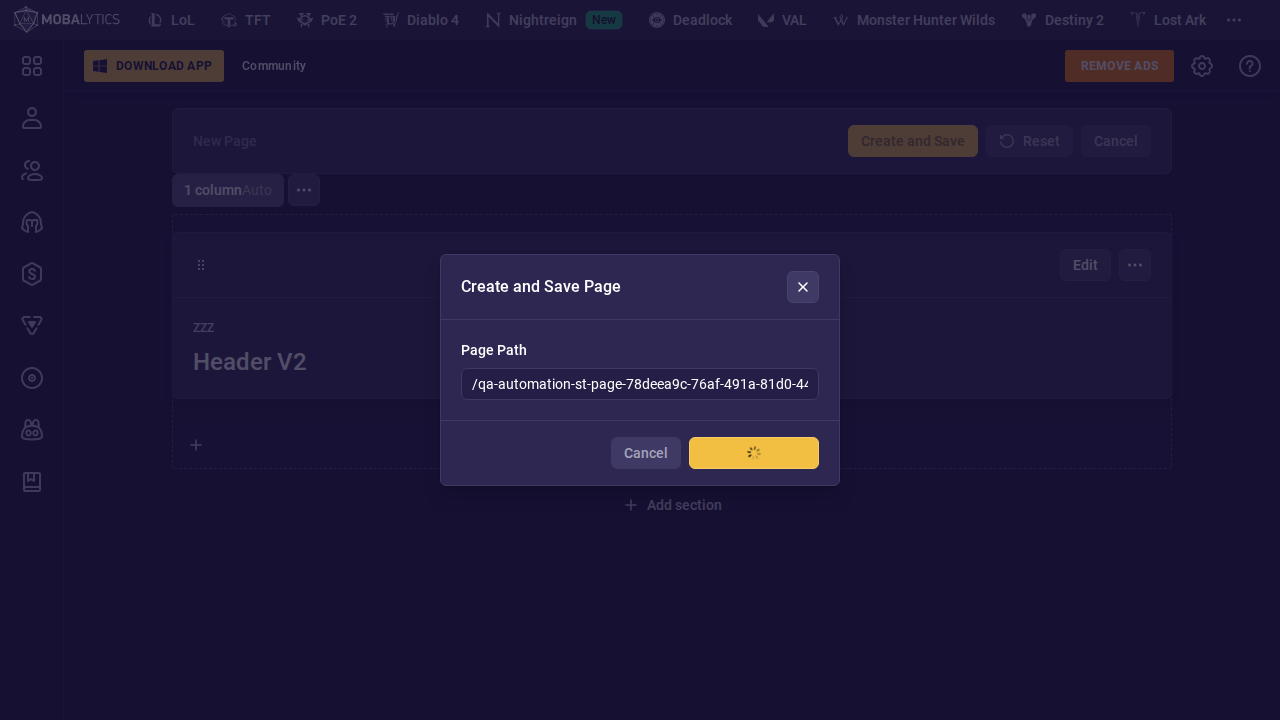 MOBALYTICS LoL TFT PoE 2 Diablo 4 Nightreign New Deadlock VAL Monster Hunter Wilds Destiny 2 Lost Ark
DOWNLOAD APP Community REMOVE ADS
New Page Create and Save Reset Cancel
1 columnAuto
Edit
ZZZ
Header V2
Create and Save Page
Page Path
/qa-automation-st-page-78deea9c-76af-491a-81d0-44
Cancel
Add section